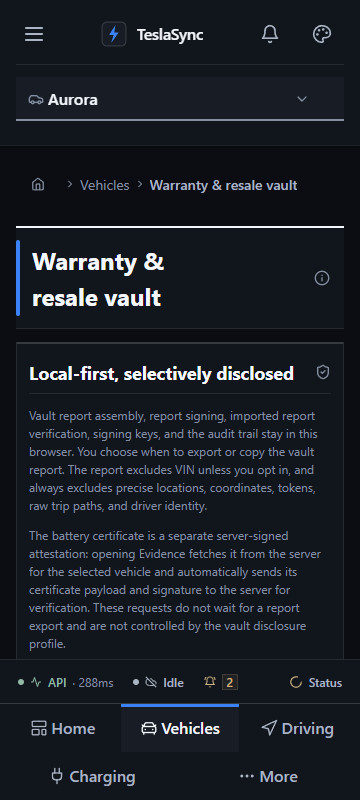 TeslaSync
Aurora
Vehicles > Warranty & resale vault
Warranty &
resale vault
Local-first, selectively disclosed
Vault report assembly, report signing, imported report
verification, signing keys, and the audit trail stay in this
browser. You choose when to export or copy the vault
report. The report excludes VIN unless you opt in, and
always excludes precise locations, coordinates, tokens,
raw trip paths, and driver identity.
The battery certificate is a separate server-signed
attestation: opening Evidence fetches it from the server
for the selected vehicle and automatically sends its
certificate payload and signature to the server for
verification. These requests do not wait for a report
export and are not controlled by the vault disclosure
profile.
API · 288ms Idle 2 Status
Home Vehicles Driving
Charging More